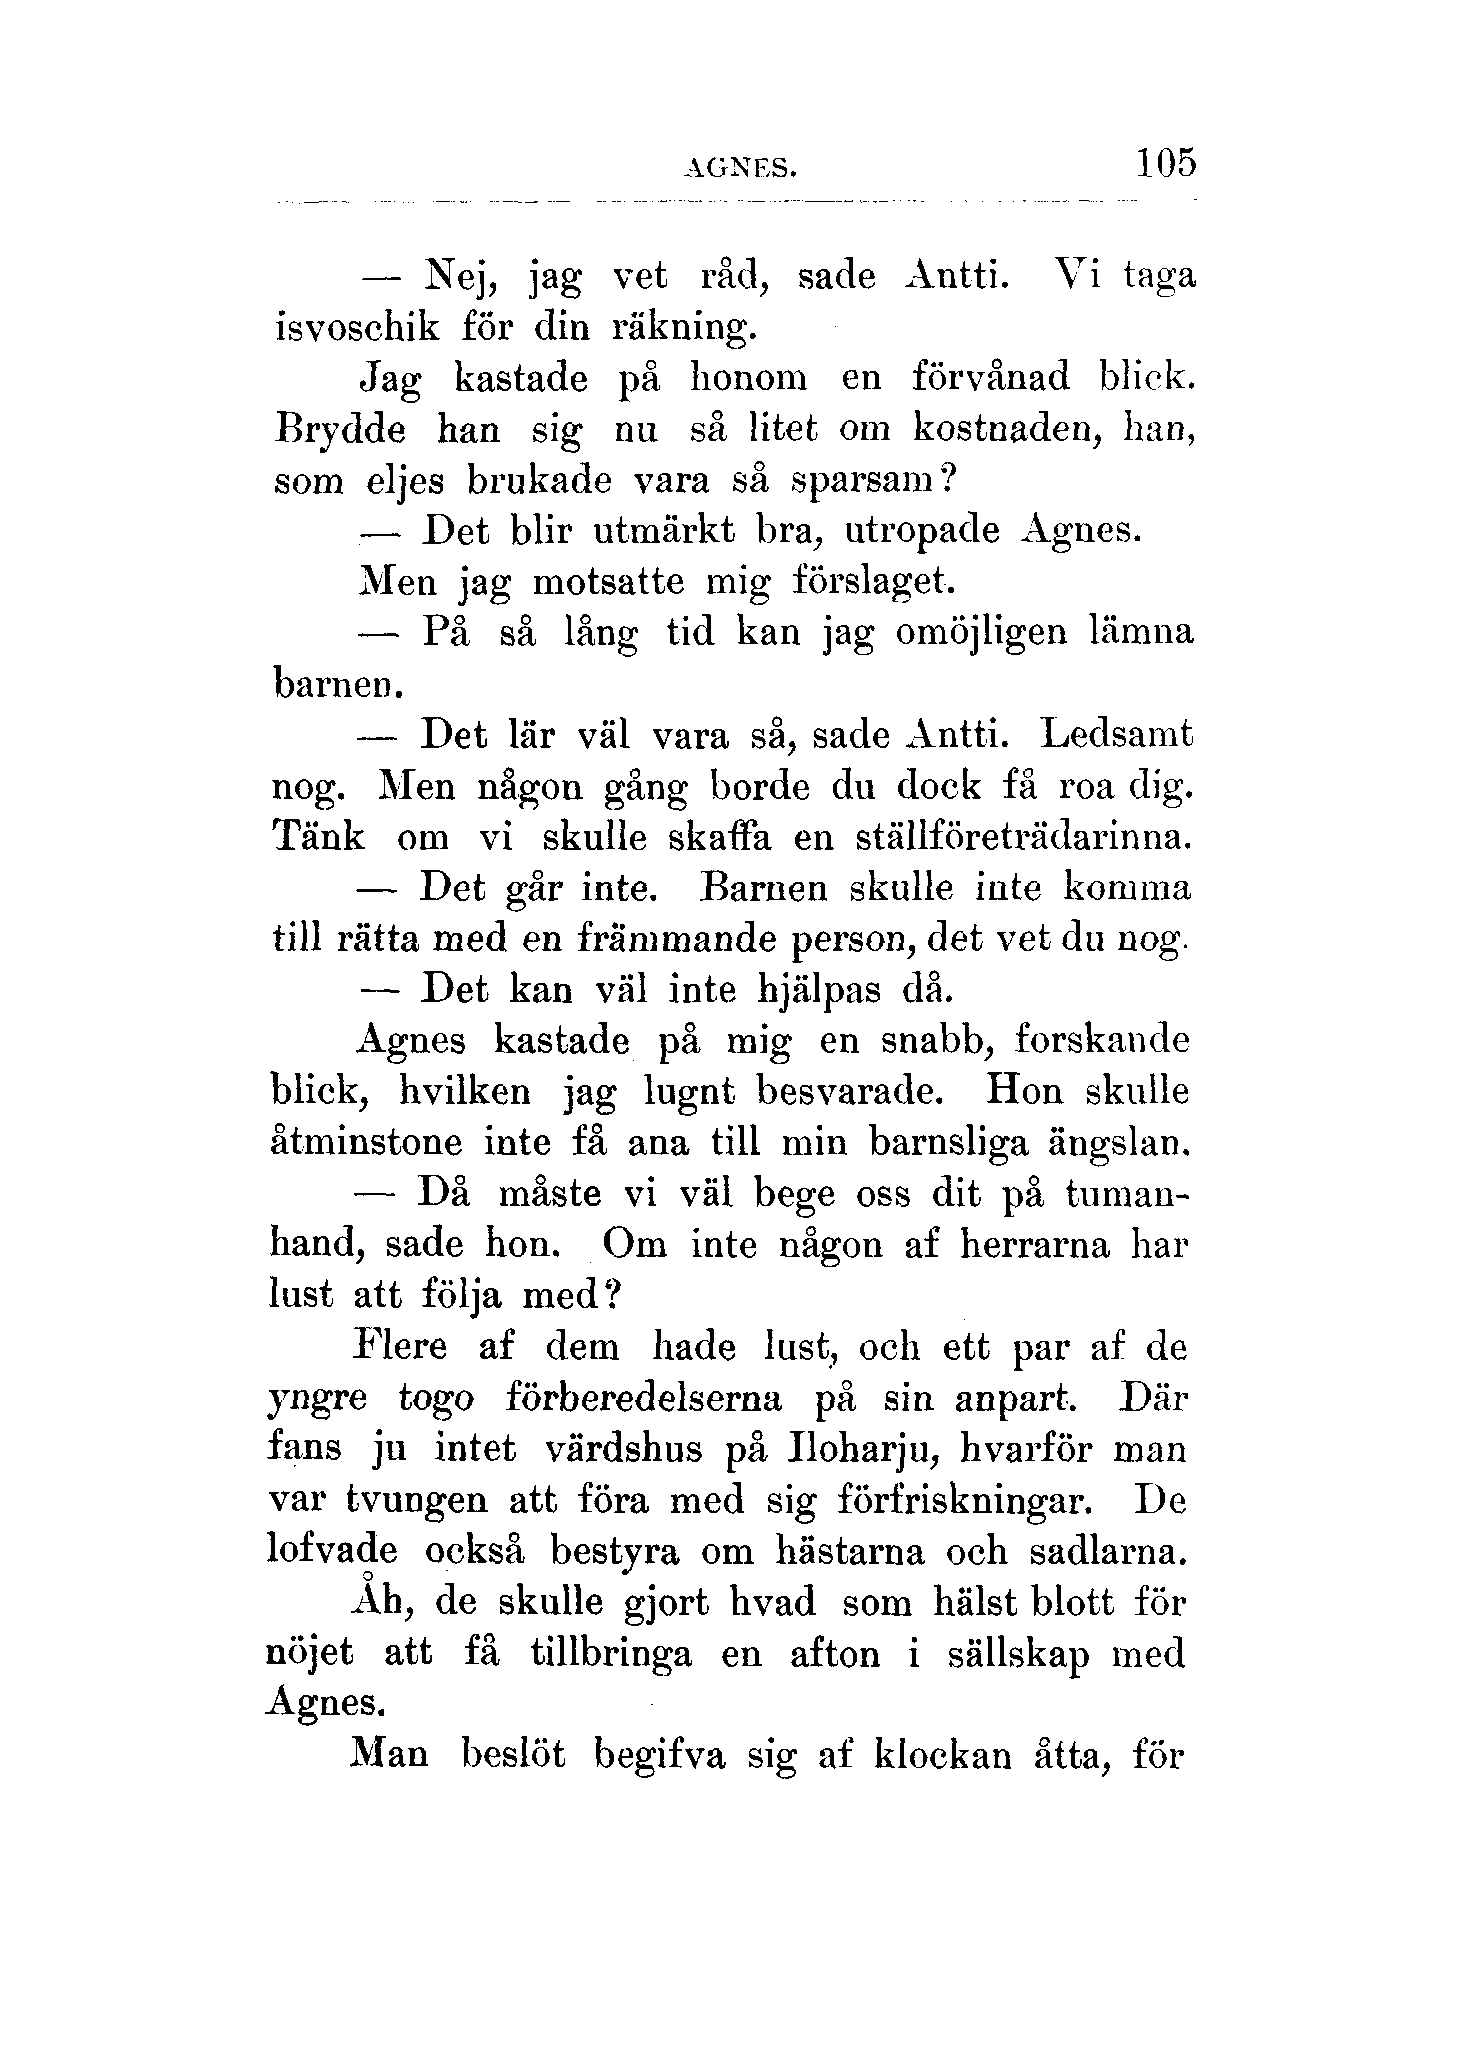 AGNES. 105
— Nej, jag vet råd, sade Antti. Vi taga
isvoschik för din räkning.
Jag kastade på honom en förvånad blick.
Brydde han sig nu så litet om kostnaden, han,
som eljes brukade vara så sparsam?
— Det blir utmärkt bra, utropade Agnes.
Men jag motsatte mig förslaget.
— På så lång tid kan jag omöjligen lämna
barnen.
— Det lär väl vara så, sade Antti. Ledsamt
nog. Men någon gång borde du dock få roa dig.
Tänk om vi skulle skaffa en ställföreträdarinna.
— Det går inte. Barnen skulle inte komma
till rätta med en främmande person, det vet du nog.
— Det kan väl inte hjälpas då.
Agnes kastade på mig en snabb, forskande
blick, hvilken jag lugnt besvarade. Hon skulle
åtminstone inte få ana till min barnsliga ängslan.
— Då måste vi väl bege oss dit på tuman-
hand, sade hon. Om inte någon af herrarna har
lust att följa med?
Flere af dem hade lust, och ett par af de
yngre togo förberedelserna på sin anpart. Där
fans ju intet värdshus på Iloharju, hvarför man
var tvungen att föra med sig förfriskningar. De
lofvade också bestyra om hästarna och sadlarna.
Åh, de skulle gjort hvad som hälst blott för
nöjet att få tillbringa en afton i sällskap med
Agnes.
Man beslöt begifva sig af klockan åtta, för